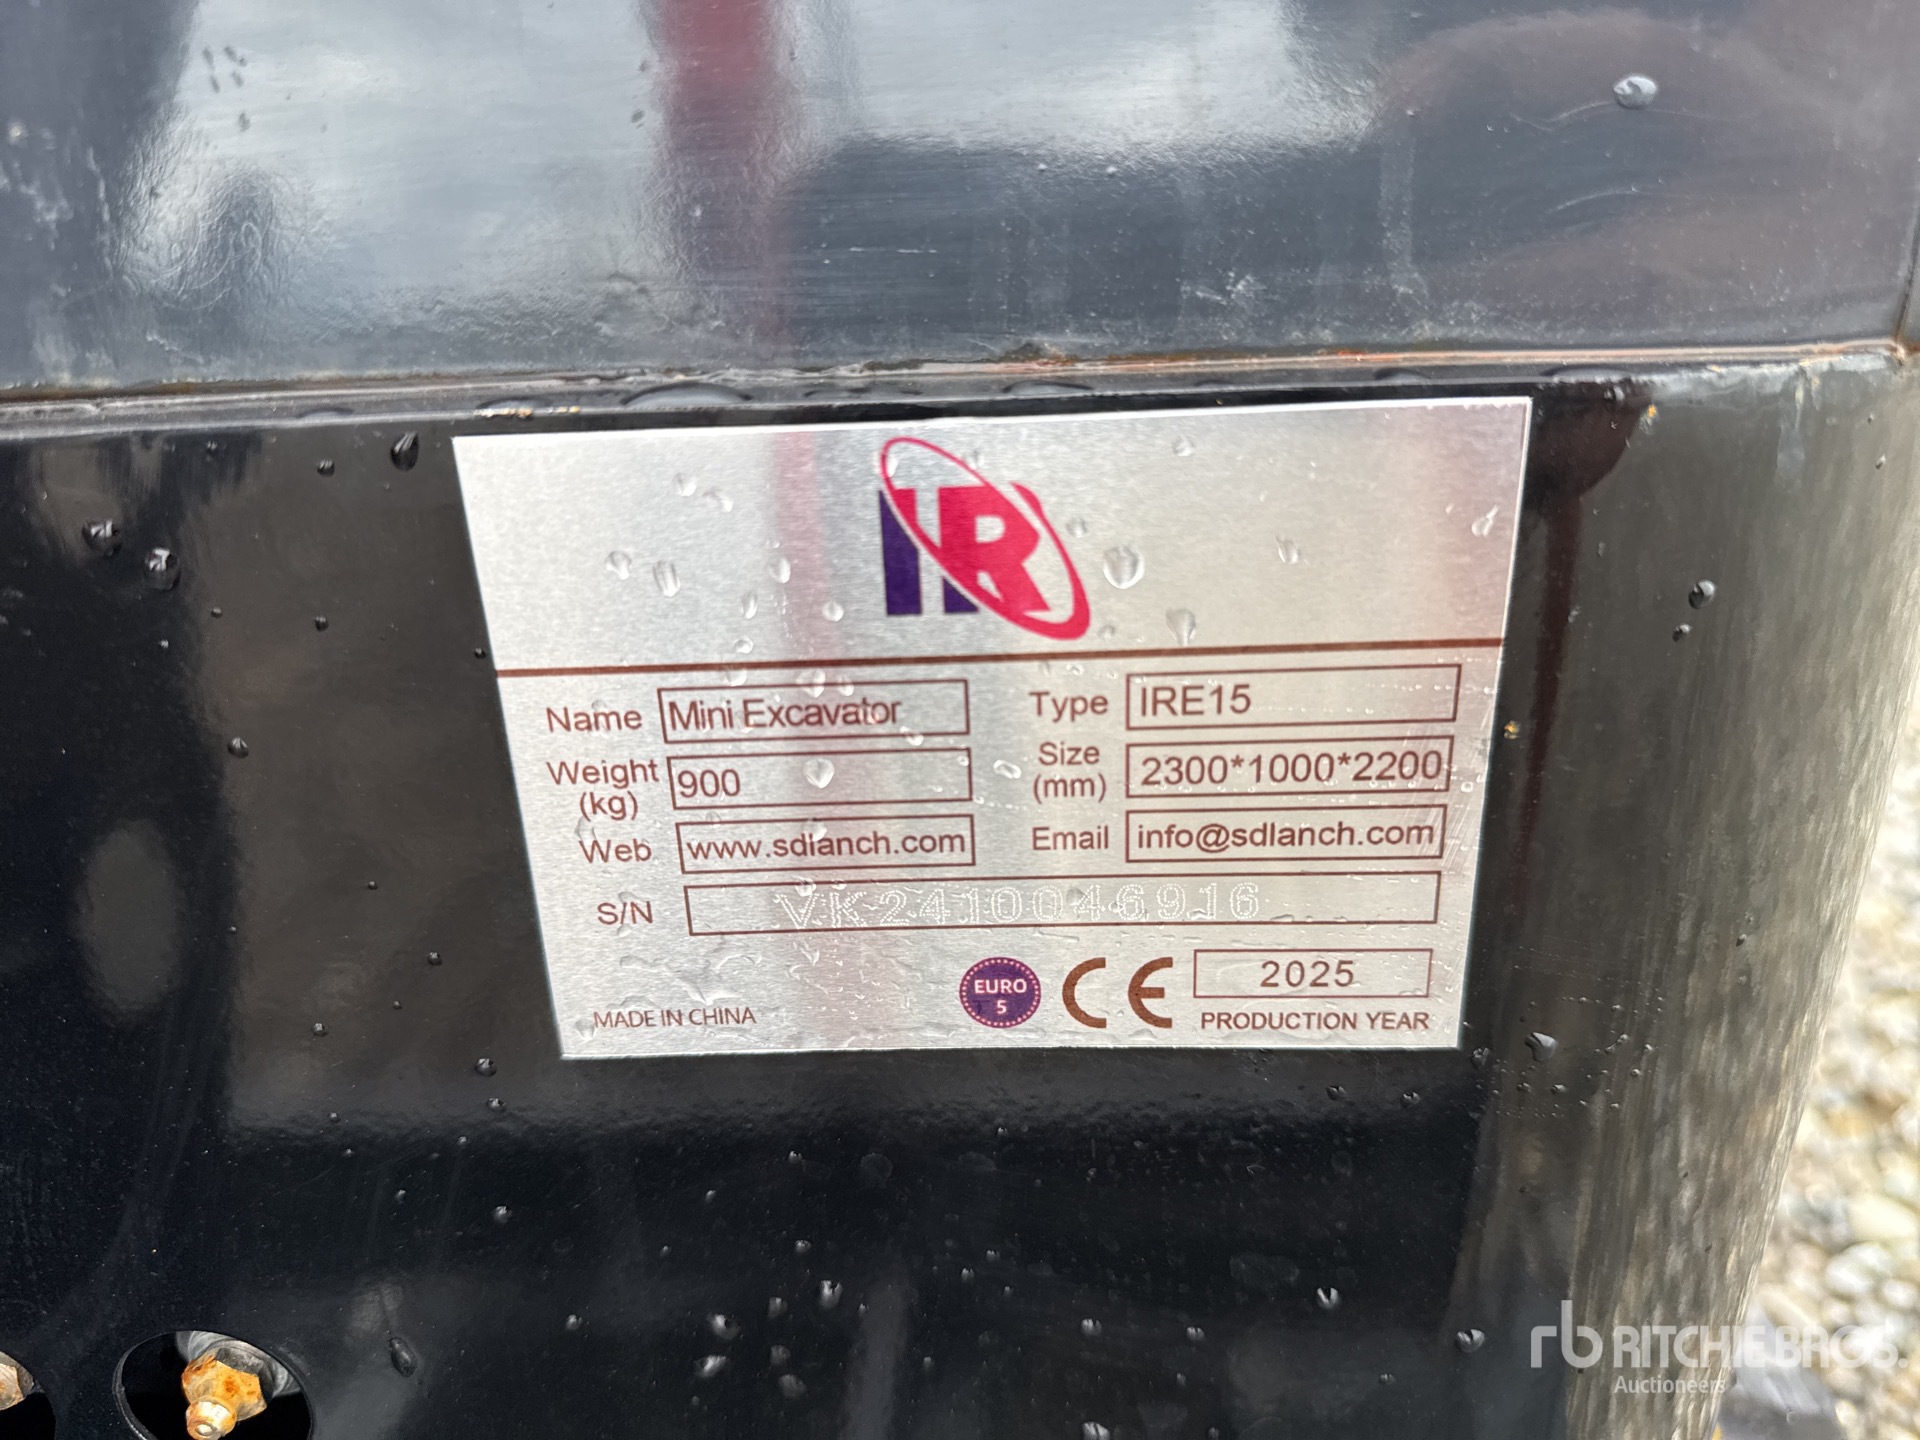 IR
Name Mini Excavator Type IRE15
Weight (kg) 900 Size (mm) 2300*1000*2200
Web www.sdlanch.com Email info@sdlanch.com
S/N VK2410046916
MADE IN CHINA EURO 5 CE 2025
PRODUCTION YEAR
rb RITCHIE BROS.
Auctioneers